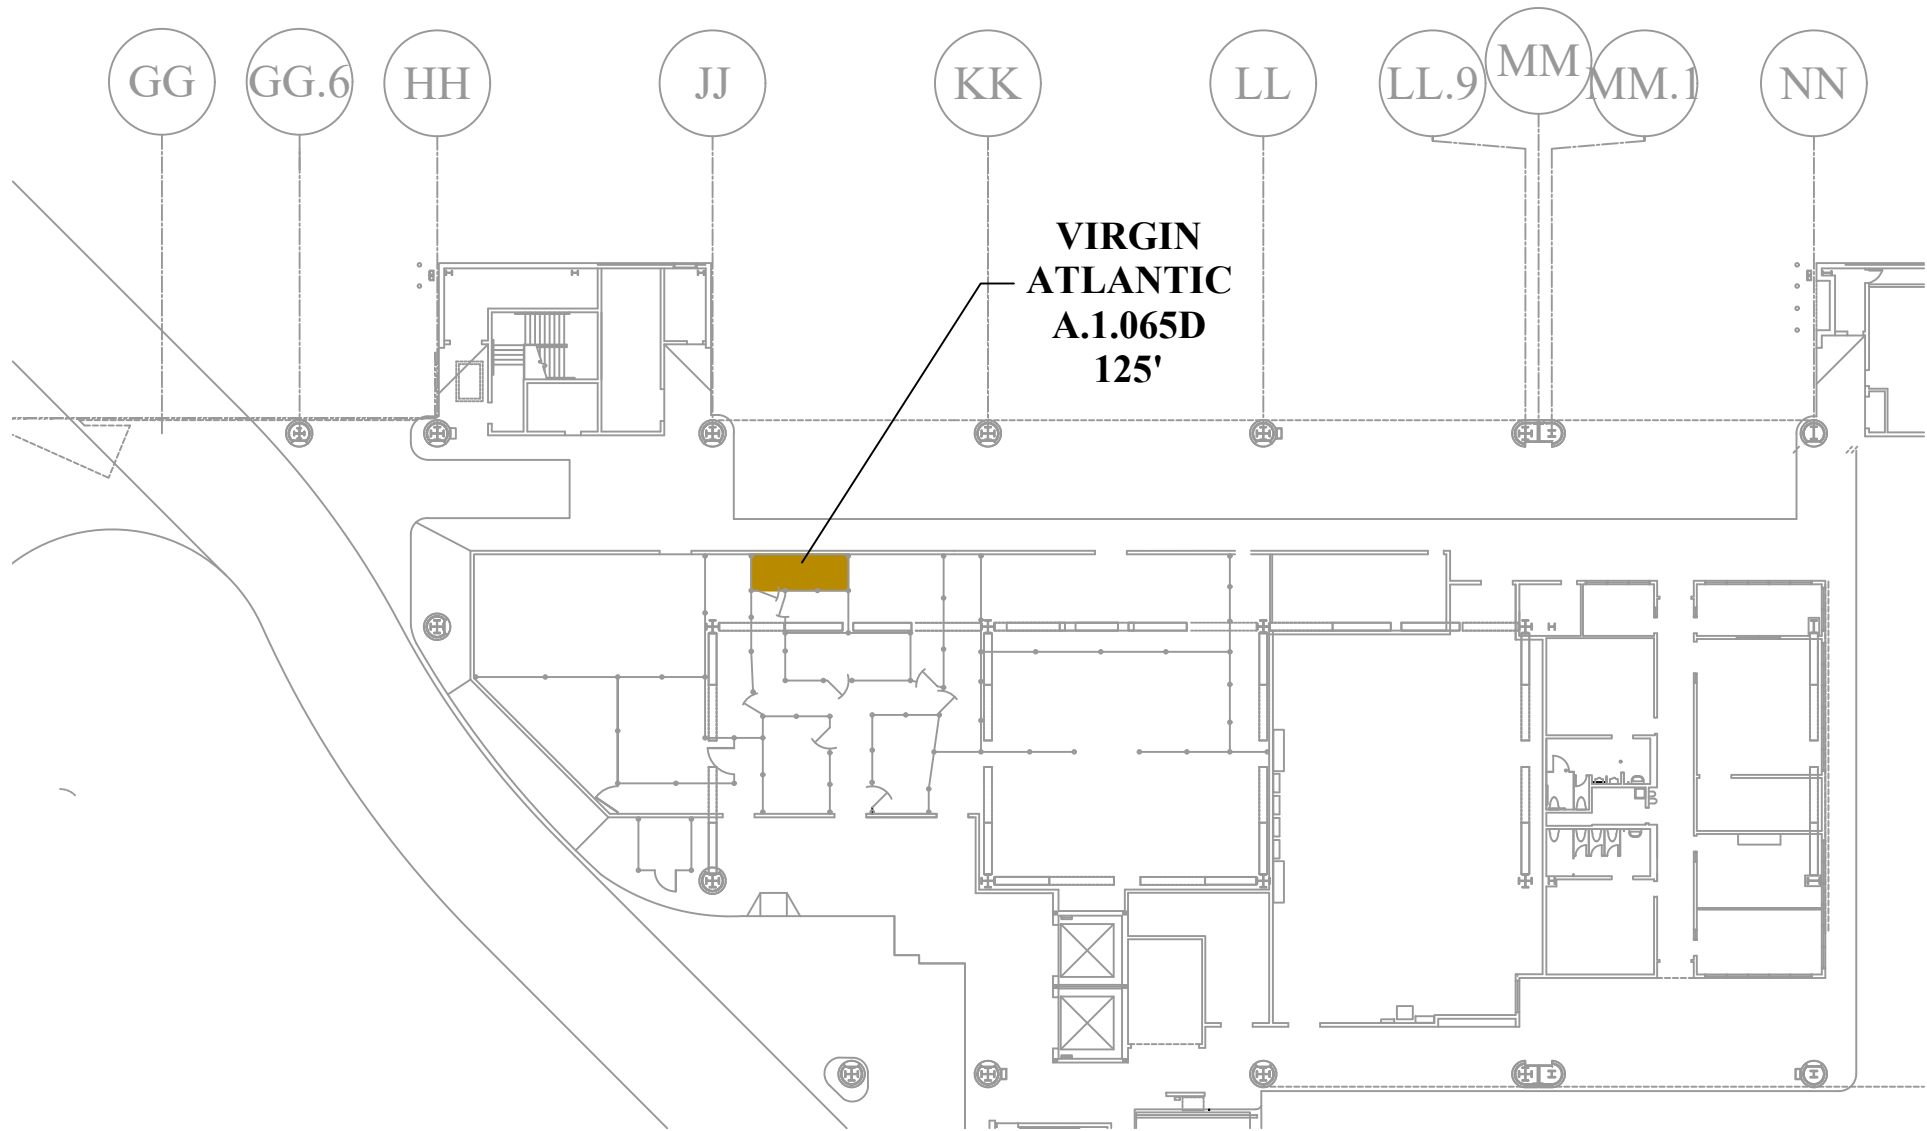 GG
GG.6
HH
JJ
KK
LL
LL.9
MM
MM.1
NN
VIRGIN
ATLANTIC
A.1.065D
125'